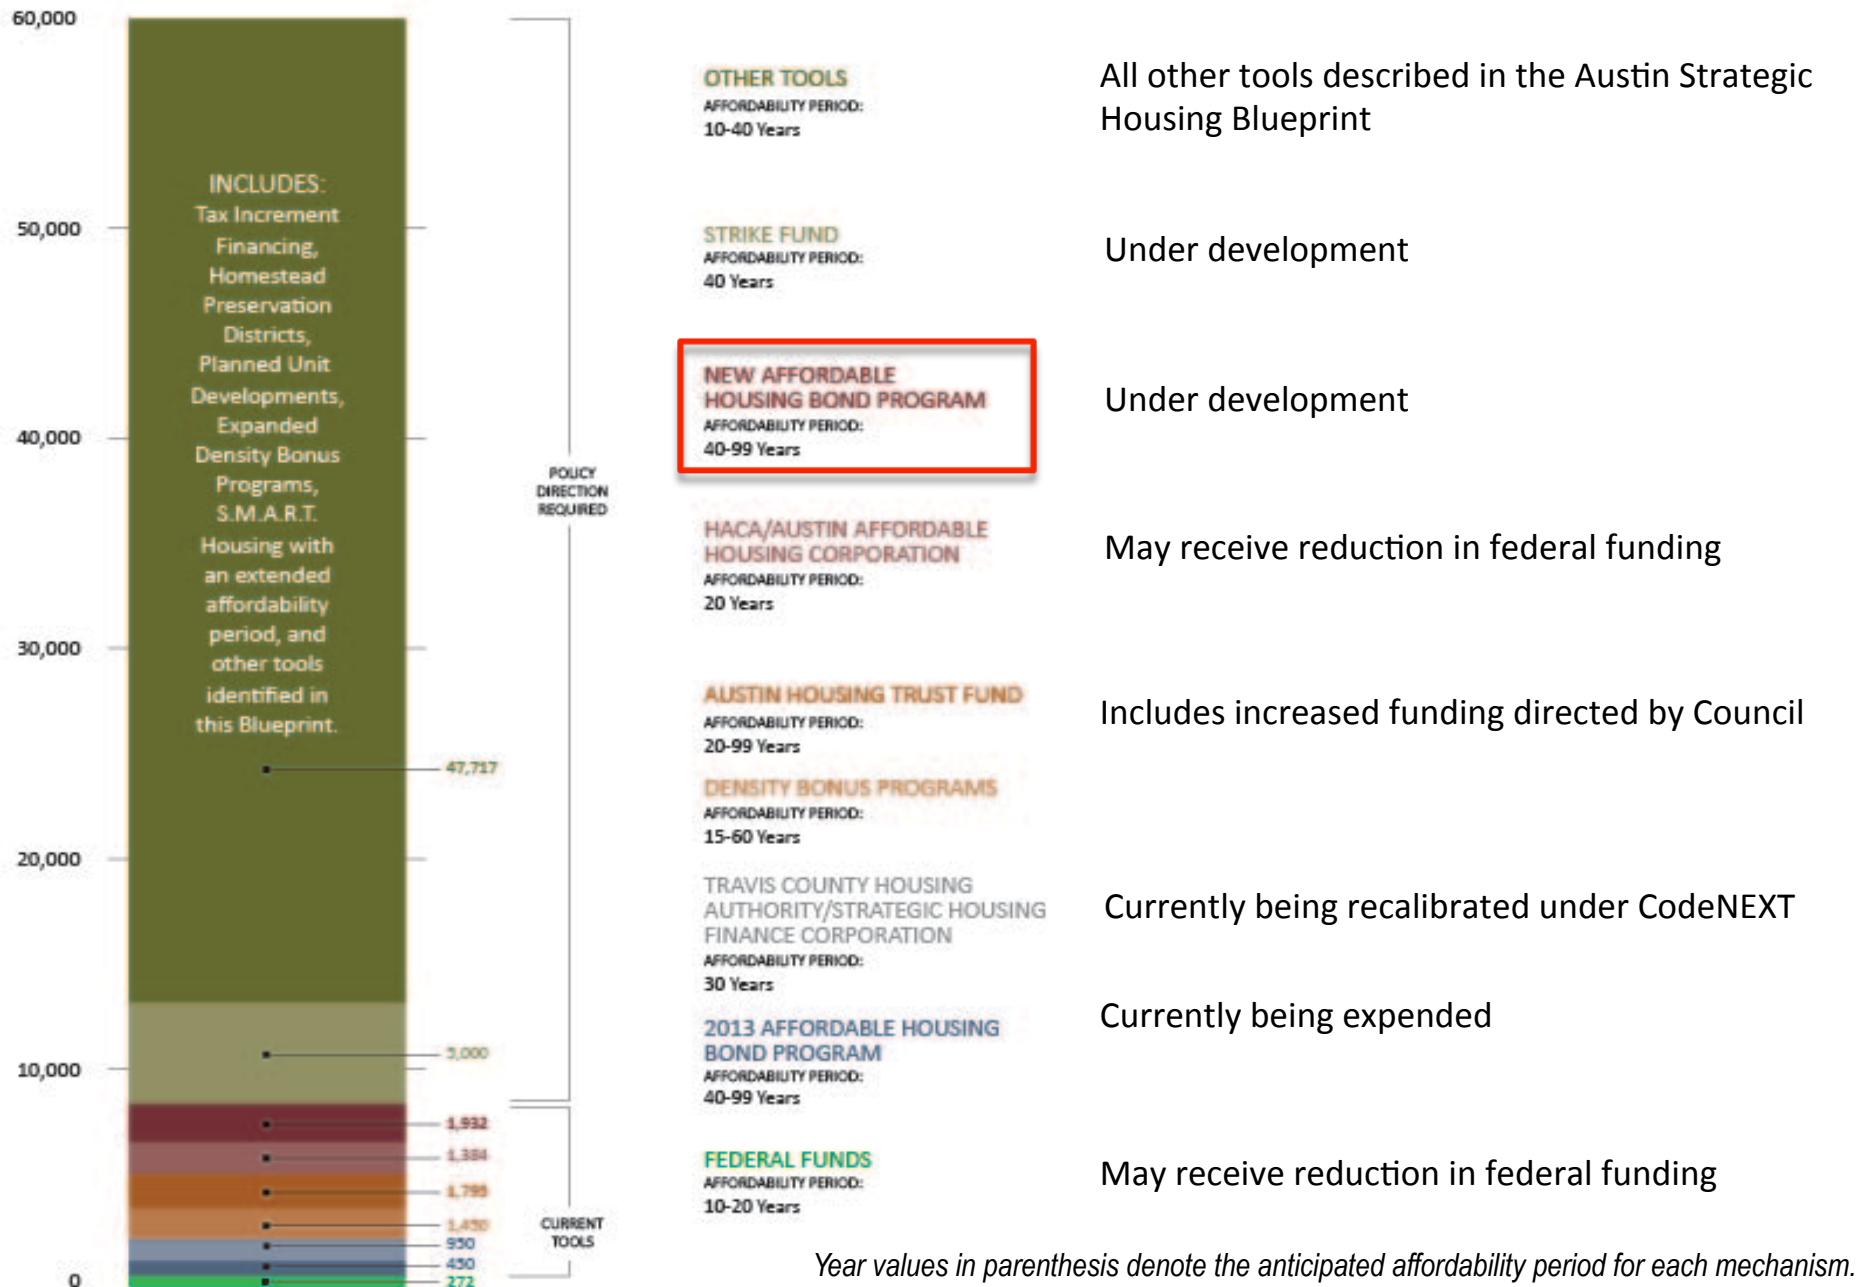 60,000
50,000
40,000
30,000
20,000
10,000
0
INCLUDES:
Tax Increment
Financing,
Homestead
Preservation
Districts,
Planned Unit
Developments,
Expanded
Density Bonus
Programs,
S.M.A.R.T.
Housing with
an extended
affordability
period, and
other tools
identified in
this Blueprint.
47,717
5,000
1,932
1,384
1,795
1,450
950
450
272
POLICY
DIRECTION
REQUIRED
CURRENT
TOOLS
OTHER TOOLS
AFFORDABILITY PERIOD:
10-40 Years
All other tools described in the Austin Strategic
Housing Blueprint
STRIKE FUND
AFFORDABILITY PERIOD:
40 Years
Under development
NEW AFFORDABLE
HOUSING BOND PROGRAM
AFFORDABILITY PERIOD:
40-99 Years
Under development
HACA/AUSTIN AFFORDABLE
HOUSING CORPORATION
AFFORDABILITY PERIOD:
20 Years
May receive reduction in federal funding
AUSTIN HOUSING TRUST FUND
AFFORDABILITY PERIOD:
20-99 Years
Includes increased funding directed by Council
DENSITY BONUS PROGRAMS
AFFORDABILITY PERIOD:
15-60 Years
TRAVIS COUNTY HOUSING
AUTHORITY/STRATEGIC HOUSING
FINANCE CORPORATION
AFFORDABILITY PERIOD:
30 Years
Currently being recalibrated under CodeNEXT
2013 AFFORDABLE HOUSING
BOND PROGRAM
AFFORDABILITY PERIOD:
40-99 Years
Currently being expended
FEDERAL FUNDS
AFFORDABILITY PERIOD:
10-20 Years
May receive reduction in federal funding
Year values in parenthesis denote the anticipated affordability period for each mechanism.